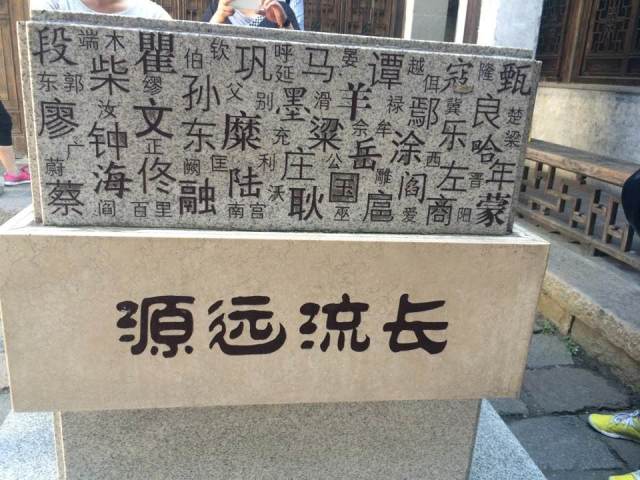 段 端 木 瞿 钦 巩 呼延 马 晏 谭 越 寇 隆 甄
东 郭 柴 缪 伯 孙 父 别 墨 滑 羊 禄 鄢 冀 良 楚
廖 汝 文 东 糜 充 梁 佘 牟 涂 乐 哈 梁
广 钟 正 匡 利 庄 公 岳 西 左 年
蔚 海 佟 阙 陆 沃 国 阎 晋
蔡 阎 百里 融 南宫 耿 巫 扈 爱 商 阳 蒙
源远流长